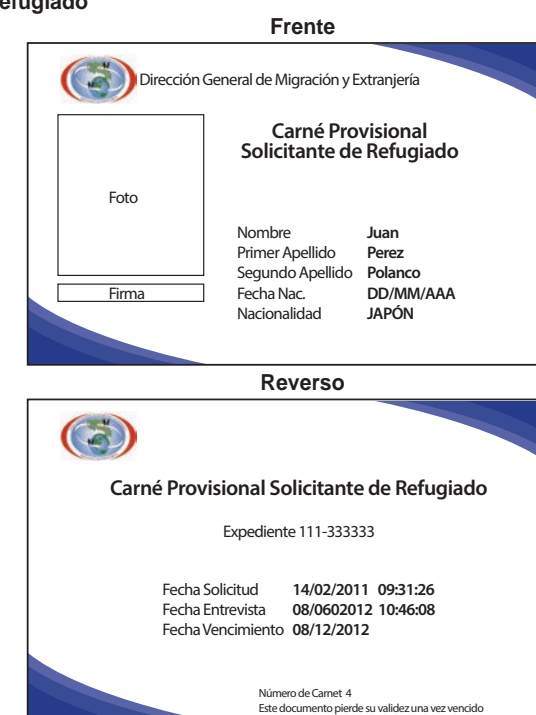 efugiado
Frente
Dirección General de Migración y Extranjería
Carné Provisional
Solicitante de Refugiado
Foto
Firma
Nombre Juan
Primer Apellido Perez
Segundo Apellido Polanco
Fecha Nac. DD/MM/AAA
Nacionalidad JAPÓN
Reverso
Carné Provisional Solicitante de Refugiado
Expediente 111-333333
Fecha Solicitud 14/02/2011 09:31:26
Fecha Entrevista 08/0602012 10:46:08
Fecha Vencimiento 08/12/2012
Número de Carnet 4
Este documento pierde su validez una vez vencido